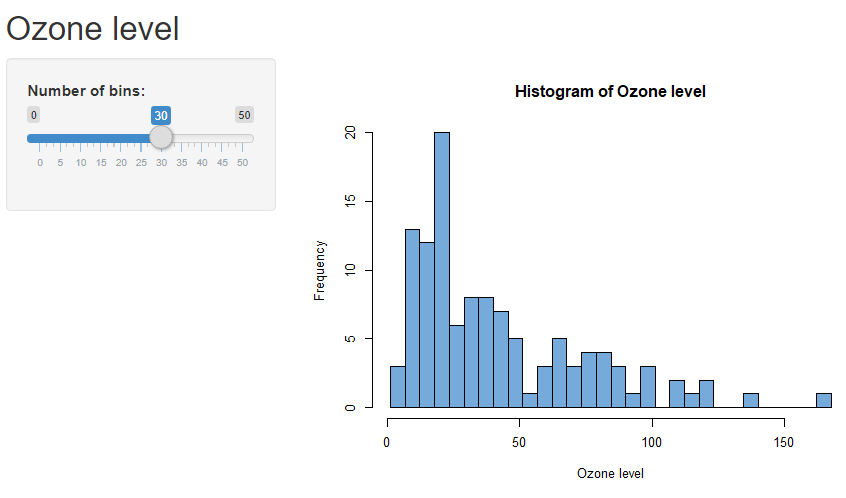 Ozone level
Number of bins:
0 30 50
0 5 10 15 20 25 30 35 40 45 50
Histogram of Ozone level
20
15
10
5
0
Frequency
0 50 100 150
Ozone level